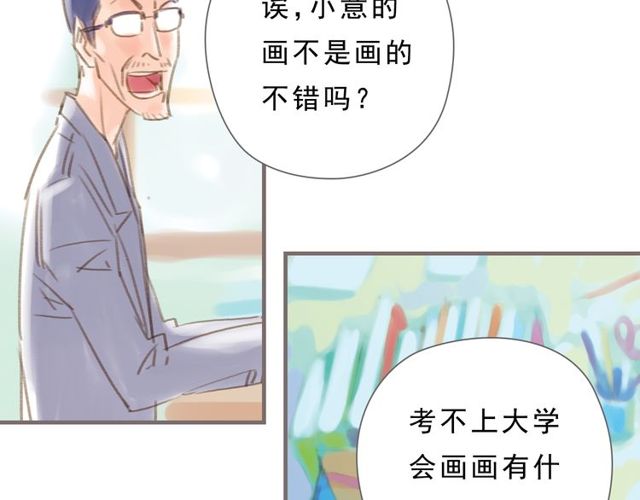 诶,小意的
画不是画的
不错吗?
考不上大学
会画画有什